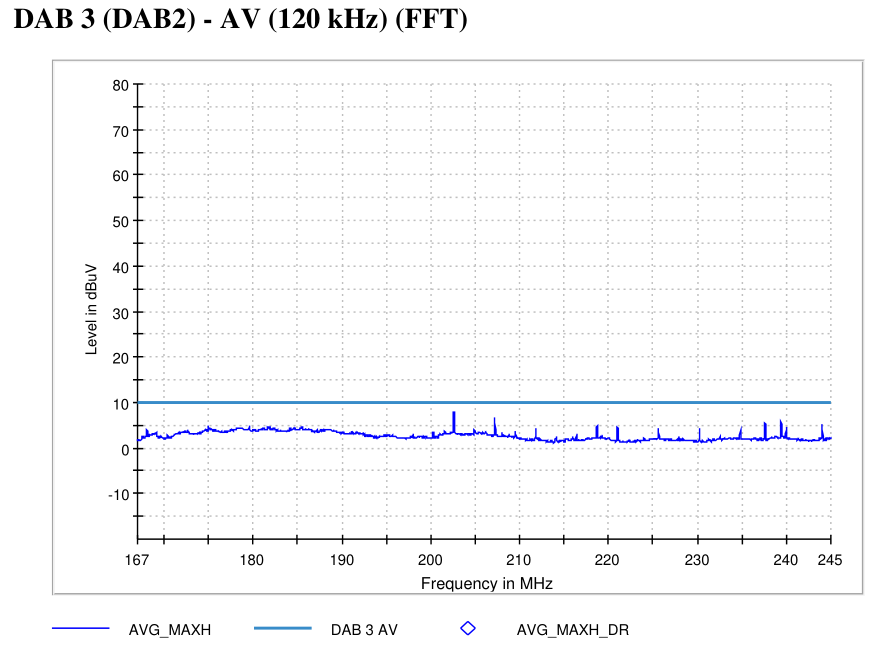 DAB 3 (DAB2) - AV (120 kHz) (FFT)
80
70
60
50
40
30
20
10
0
-10
Level in dBuV
167 180 190 200 210 220 230 240 245
Frequency in MHz
AVG_MAXH DAB 3 AV AVG_MAXH_DR